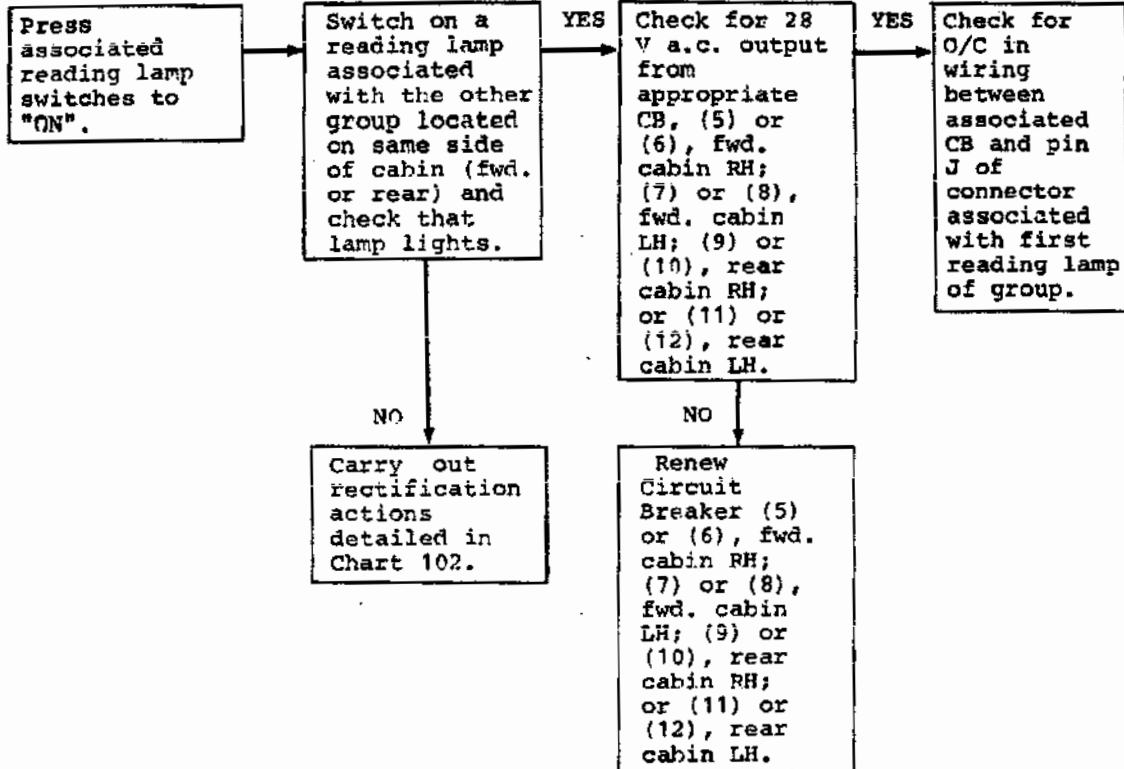 Press
associated
reading lamp
switches to
"ON".
Switch on a
reading lamp
associated
with the other
group located
on same side
of cabin (fwd.
or rear) and
check that
lamp lights.
YES
Check for 28
V a.c. output
from
appropriate
CB, (5) or
(6), fwd.
cabin RH;
(7) or (8),
fwd. cabin
LH; (9) or
(10), rear
cabin RH;
or (11) or
(12), rear
cabin LH.
YES
Check for
O/C in
wiring
between
associated
CB and pin
J of
connector
associated
with first
reading lamp
of group.
NO
Carry out
rectification
actions
detailed in
Chart 102.
NO
Renew
Circuit
Breaker (5)
or (6), fwd.
cabin RH;
(7) or (8),
fwd. cabin
LH; (9) or
(10), rear
cabin RH;
or (11) or
(12), rear
cabin LH.